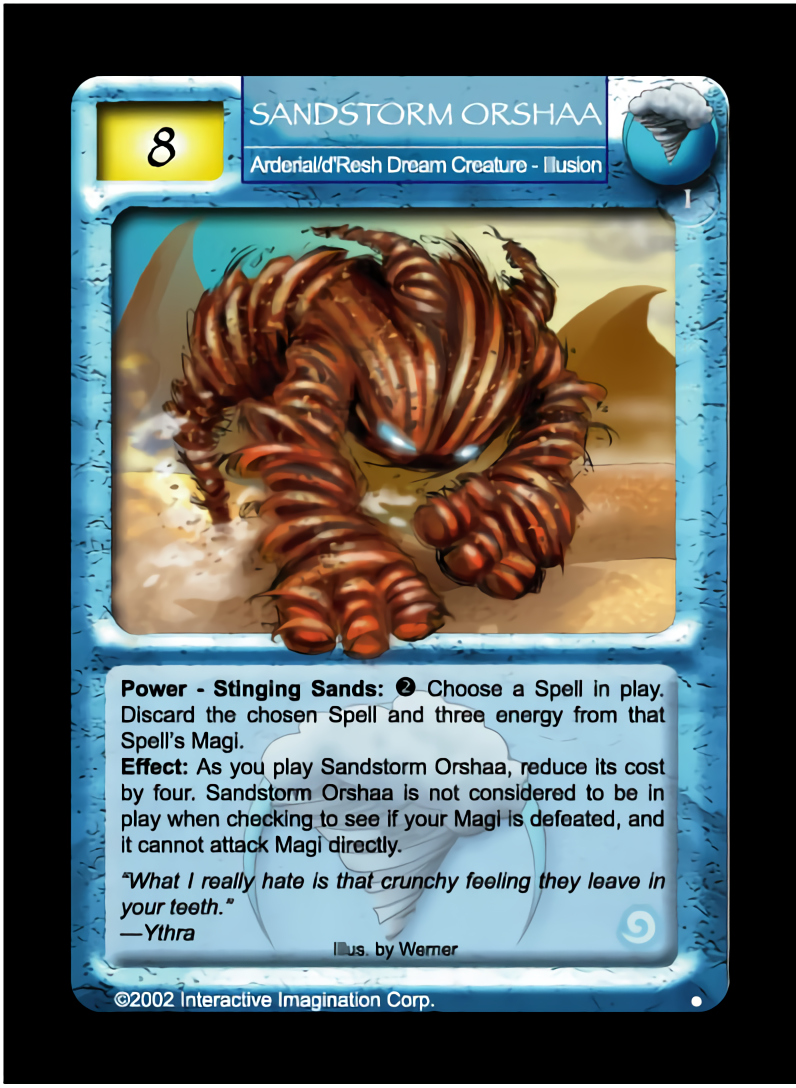 8
SANDSTORM ORSHAA
Arderial/d'Resh Dream Creature - Illusion
I
Power - Stinging Sands: ❷ Choose a Spell in play.
Discard the chosen Spell and three energy from that
Spell's Magi.
Effect: As you play Sandstorm Orshaa, reduce its cost
by four. Sandstorm Orshaa is not considered to be in
play when checking to see if your Magi is defeated, and
it cannot attack Magi directly.
"What I really hate is that crunchy feeling they leave in
your teeth."
—Ythra
Illus. by Werner
©2002 Interactive Imagination Corp.